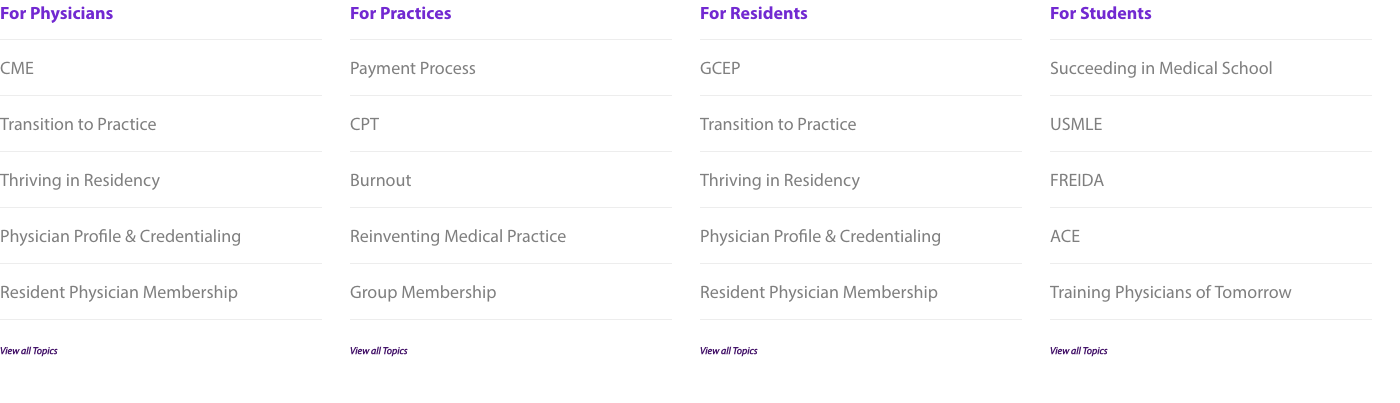 For Physicians
CME
Transition to Practice
Thriving in Residency
Physician Profile & Credentialing
Resident Physician Membership
View all Topics
For Practices
Payment Process
CPT
Burnout
Reinventing Medical Practice
Group Membership
View all Topics
For Residents
GCEP
Transition to Practice
Thriving in Residency
Physician Profile & Credentialing
Resident Physician Membership
View all Topics
For Students
Succeeding in Medical School
USMLE
FREIDA
ACE
Training Physicians of Tomorrow
View all Topics